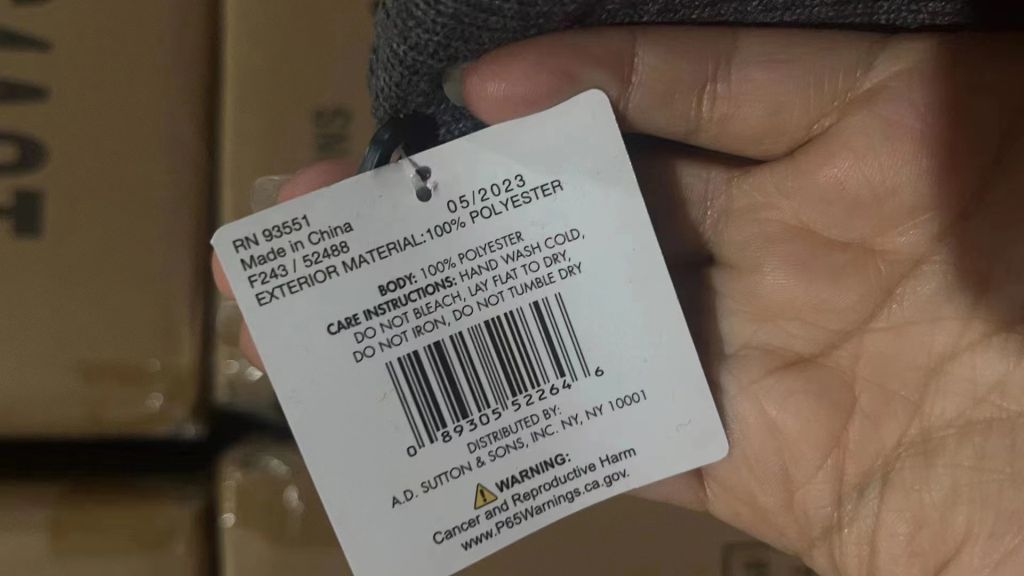 RN 93551
Made in China
F243 / 52488
05/2023
EXTERIOR MATERIAL:100% POLYESTER
BODY: 100% POLYESTER
CARE INSTRUCTIONS: HAND WASH COLD,
DO NOT BLEACH, LAY FLAT TO DRY,
DO NOT IRON, DO NOT TUMBLE DRY
0 89305 52264 6
DISTRIBUTED BY:
A.D. SUTTON & SONS, INC. NY, NY 10001
WARNING:
Cancer and Reproductive Harm
www.P65Warnings.ca.gov.